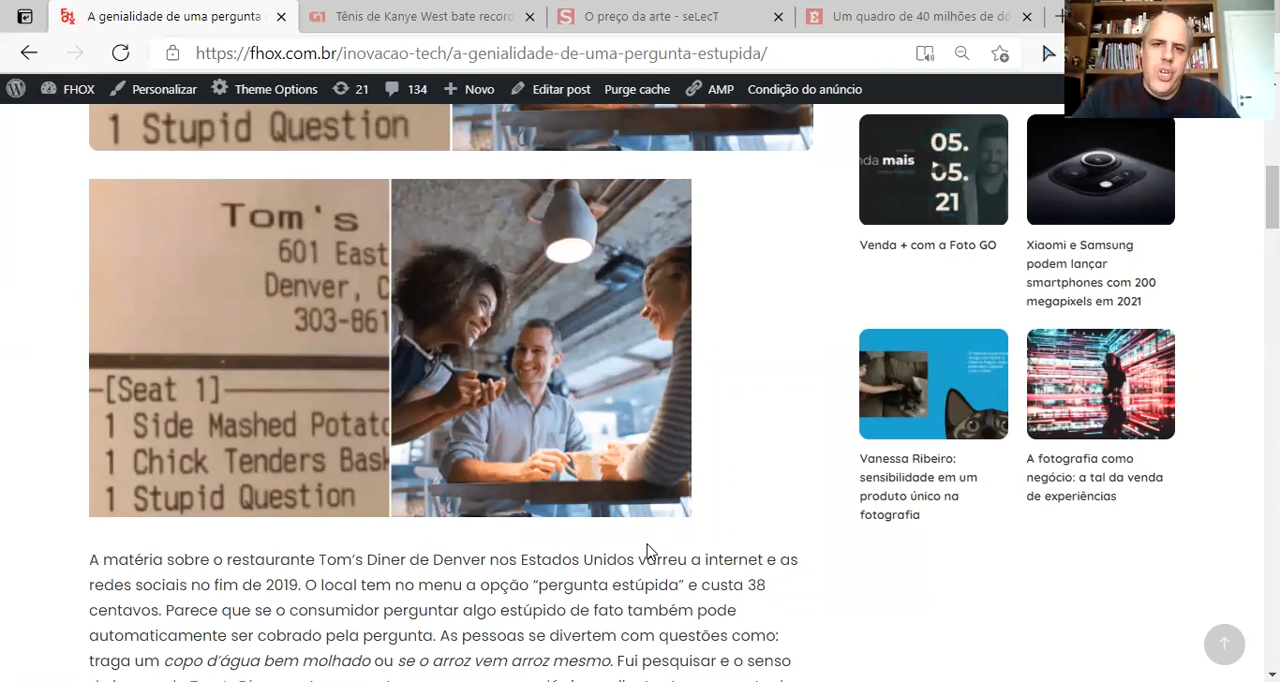 A genialidade de uma pergunta
G1 Tênis de Kanye West bate record
S O preço da arte - seLecT
E Um quadro de 40 milhões de dó
https://fhox.com.br/inovacao-tech/a-genialidade-de-uma-pergunta-estupida/
FHOX Personalizar Theme Options 21 134 Novo Editar post Purge cache AMP Condição do anúncio
1 Stupid Question
Tom's
601 East
Denver, C
303-861
[Seat 1]
1 Side Mashed Potato
1 Chick Tenders Bask
1 Stupid Question
A matéria sobre o restaurante Tom’s Diner de Denver nos Estados Unidos varreu a internet e as
redes sociais no fim de 2019. O local tem no menu a opção “pergunta estúpida” e custa 38
centavos. Parece que se o consumidor perguntar algo estúpido de fato também pode
automaticamente ser cobrado pela pergunta. As pessoas se divertem com questões como:
traga um copo d’água bem molhado ou se o arroz vem arroz mesmo. Fui pesquisar e o senso
nda mais
05.
05.
21
Venda + com a Foto GO
Xiaomi e Samsung
podem lançar
smartphones com 200
megapixels em 2021
Vanessa Ribeiro:
sensibilidade em um
produto único na
fotografia
A fotografia como
negócio: a tal da venda
de experiências